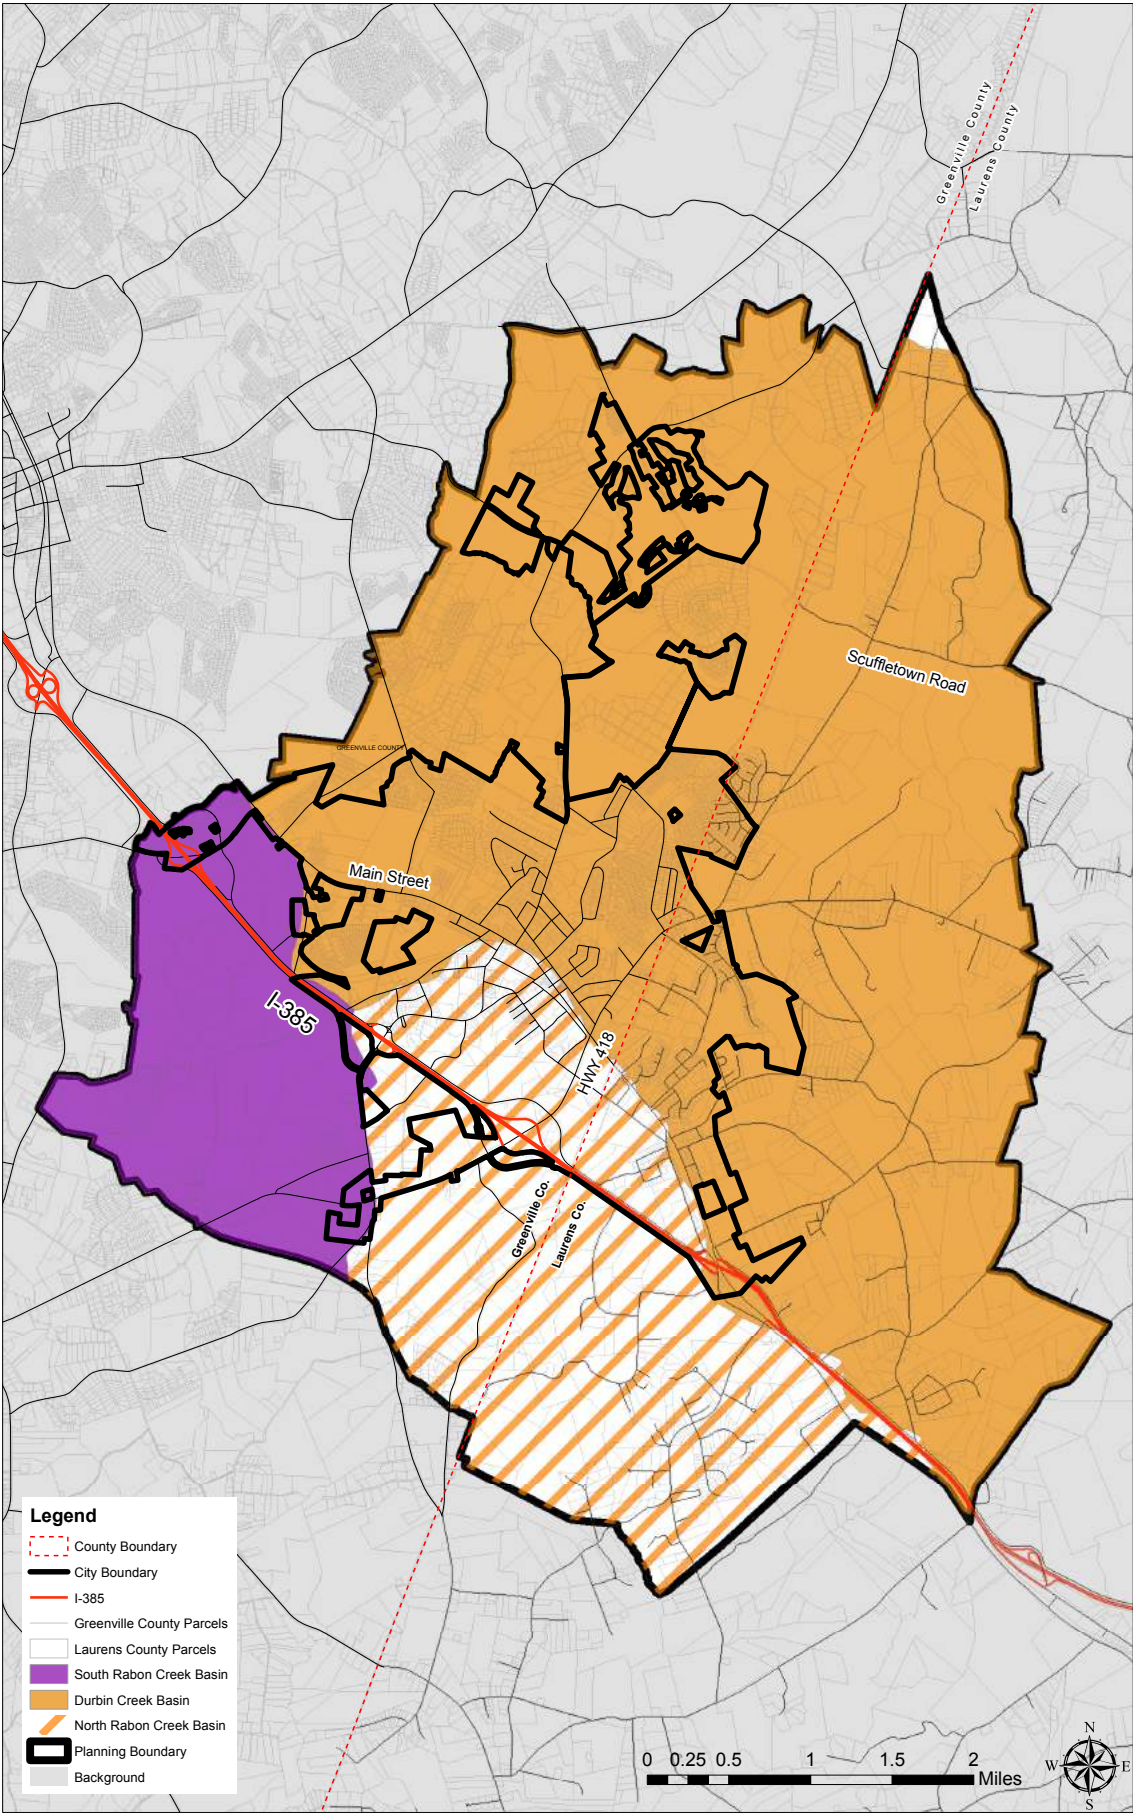 Greenville County
Laurens County
Scuffletown Road
GREENVILLE COUNTY
Main Street
I-385
HWY 418
Greenville Co.
Laurens Co.
Legend
County Boundary
City Boundary
I-385
Greenville County Parcels
Laurens County Parcels
South Rabon Creek Basin
Durbin Creek Basin
North Rabon Creek Basin
Planning Boundary
Background
0 0.25 0.5 1 1.5 2
Miles
N
W E
S